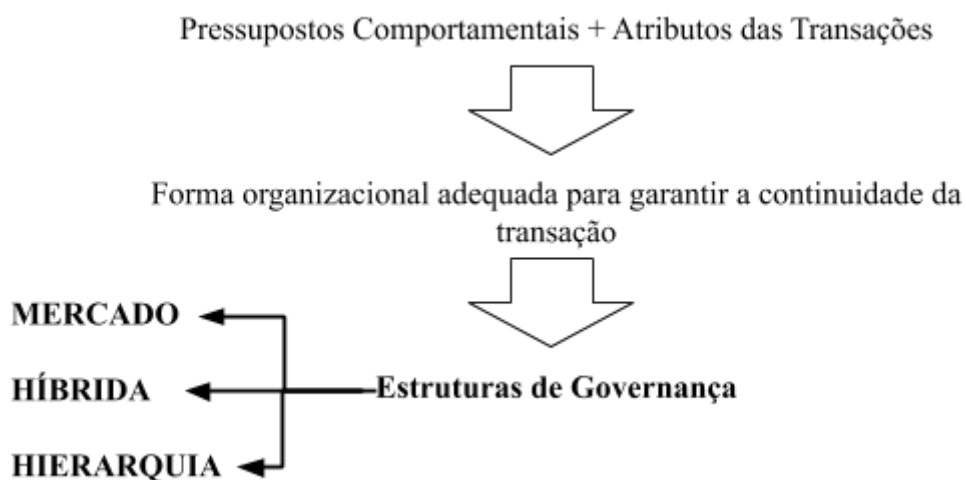 Pressupostos Comportamentais + Atributos das Transações
Forma organizacional adequada para garantir a continuidade da
transação
MERCADO
HÍBRIDA
Estruturas de Governança
HIERARQUIA